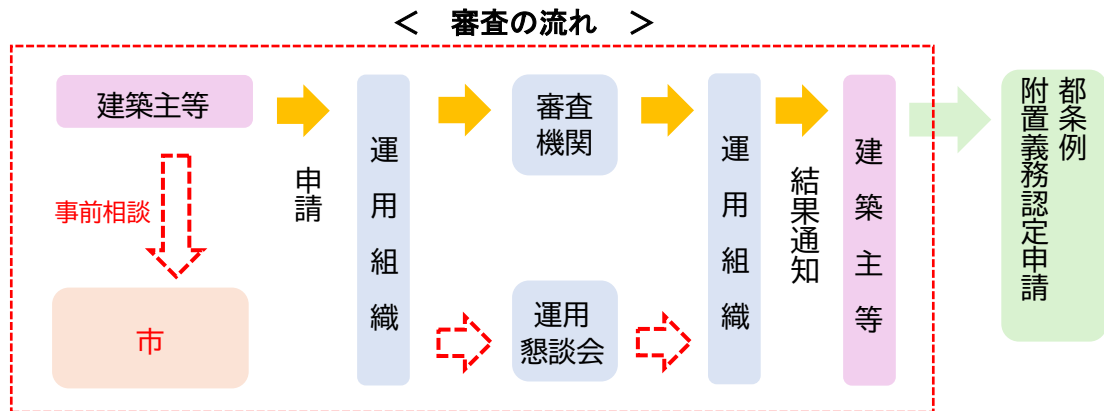 ＜　審査の流れ　＞
建築主等
事前相談
市
申請
運用組織
審査
機関
運用
懇談会
運用組織
結果通知
建築主等
都条例
附置義務認定申請